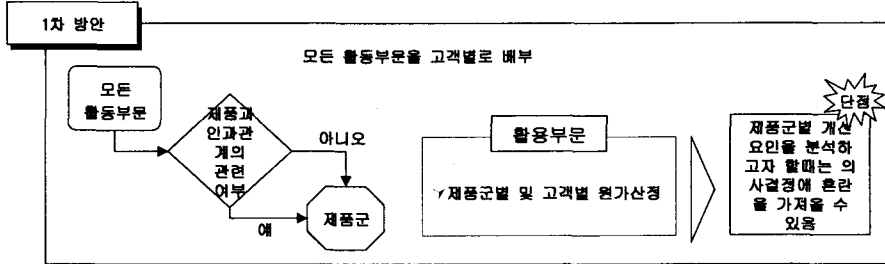 1차 방안
모든 활동부문을 고객별로 배부
모든
활동부문
제품과
인과관
계의
관련
여부
아니오
예
제품군
활용부문
제품군별 및 고객별 원가산정
단점
제품군별 개선
요인을 분석하
고자 할때는 의
사결정에 혼란
을 가져올 수
있음